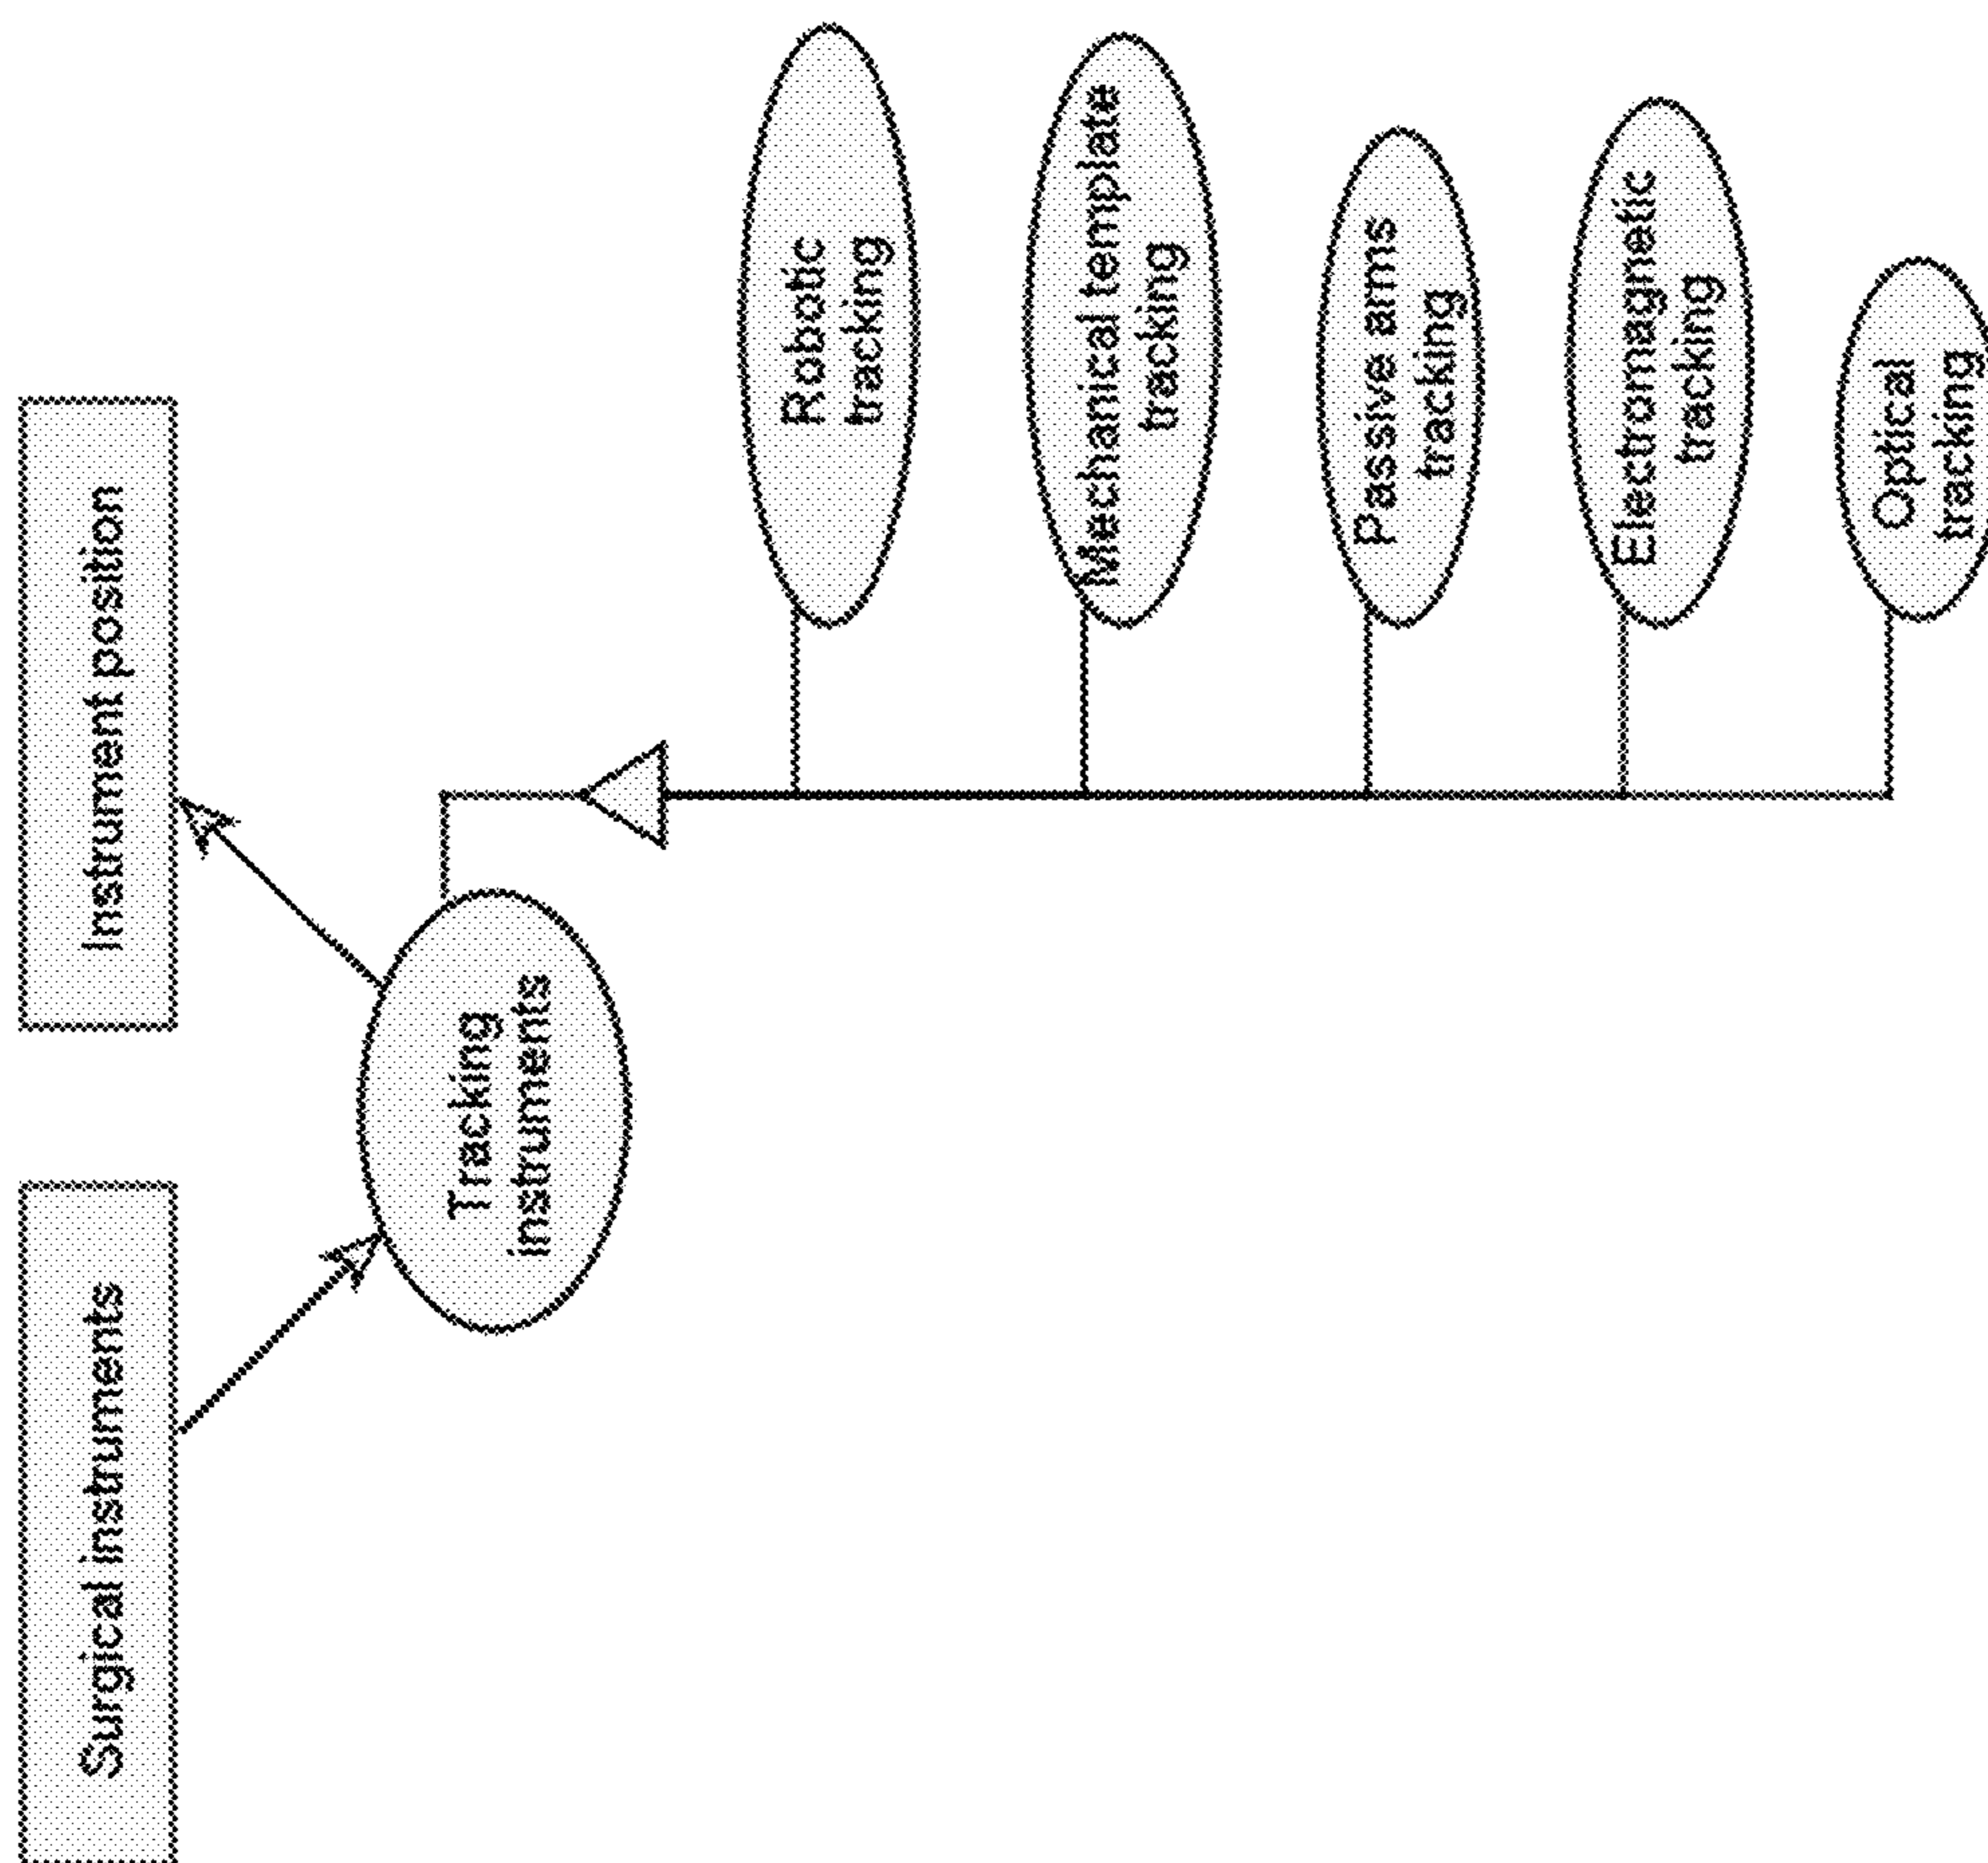 Surgical instruments
Instrument position
Tracking
instruments
Robotic
tracking
Mechanical template
tracking
Passive arms
tracking
Electromagnetic
tracking
Optical
tracking